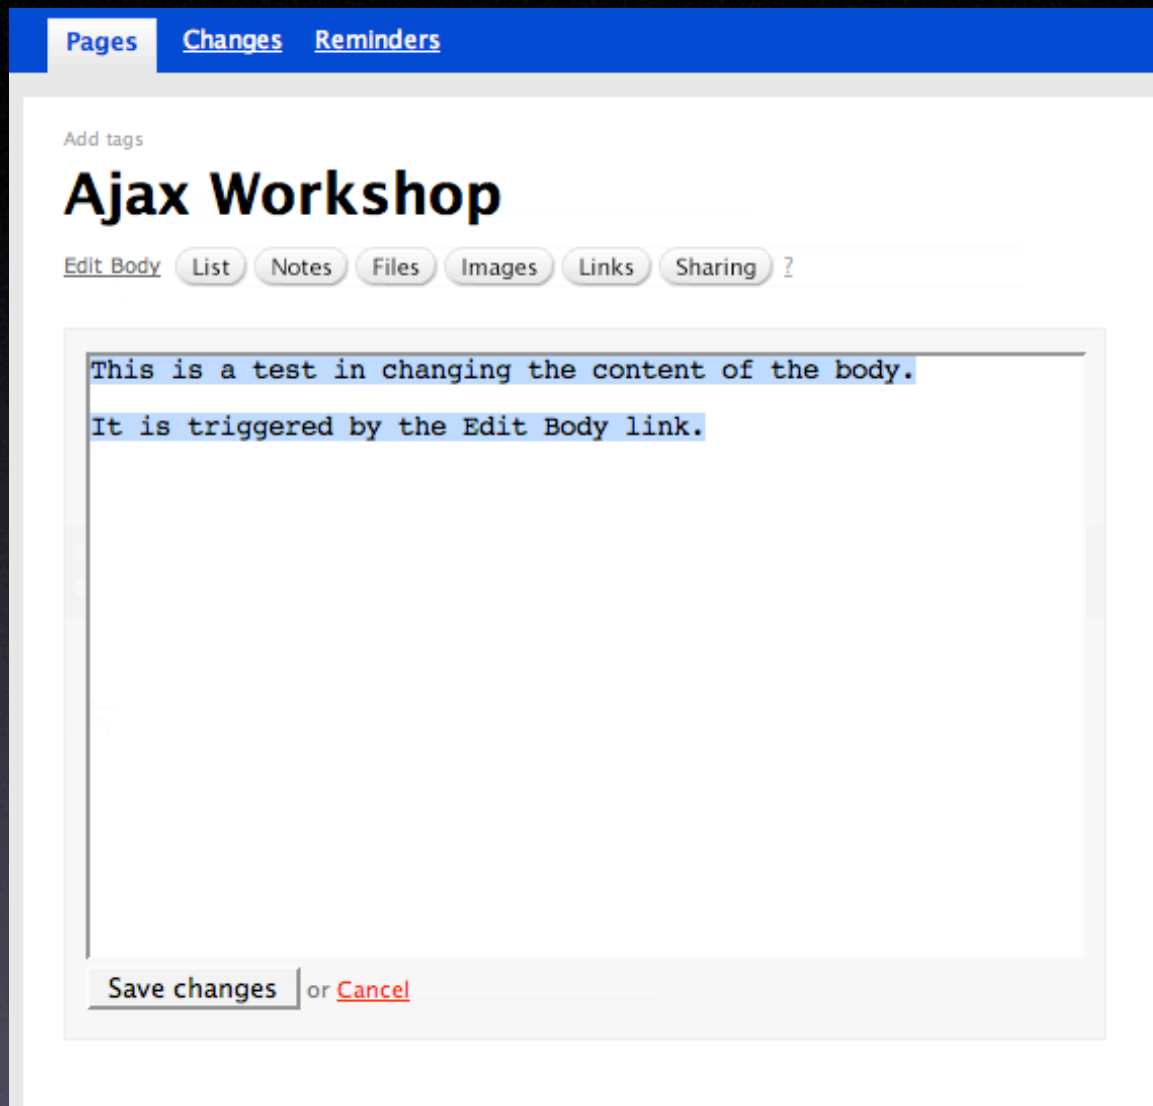 Pages Changes Reminders
Add tags
Ajax Workshop
Edit Body List Notes Files Images Links Sharing ?
This is a test in changing the content of the body.
It is triggered by the Edit Body link.
Save changes or Cancel